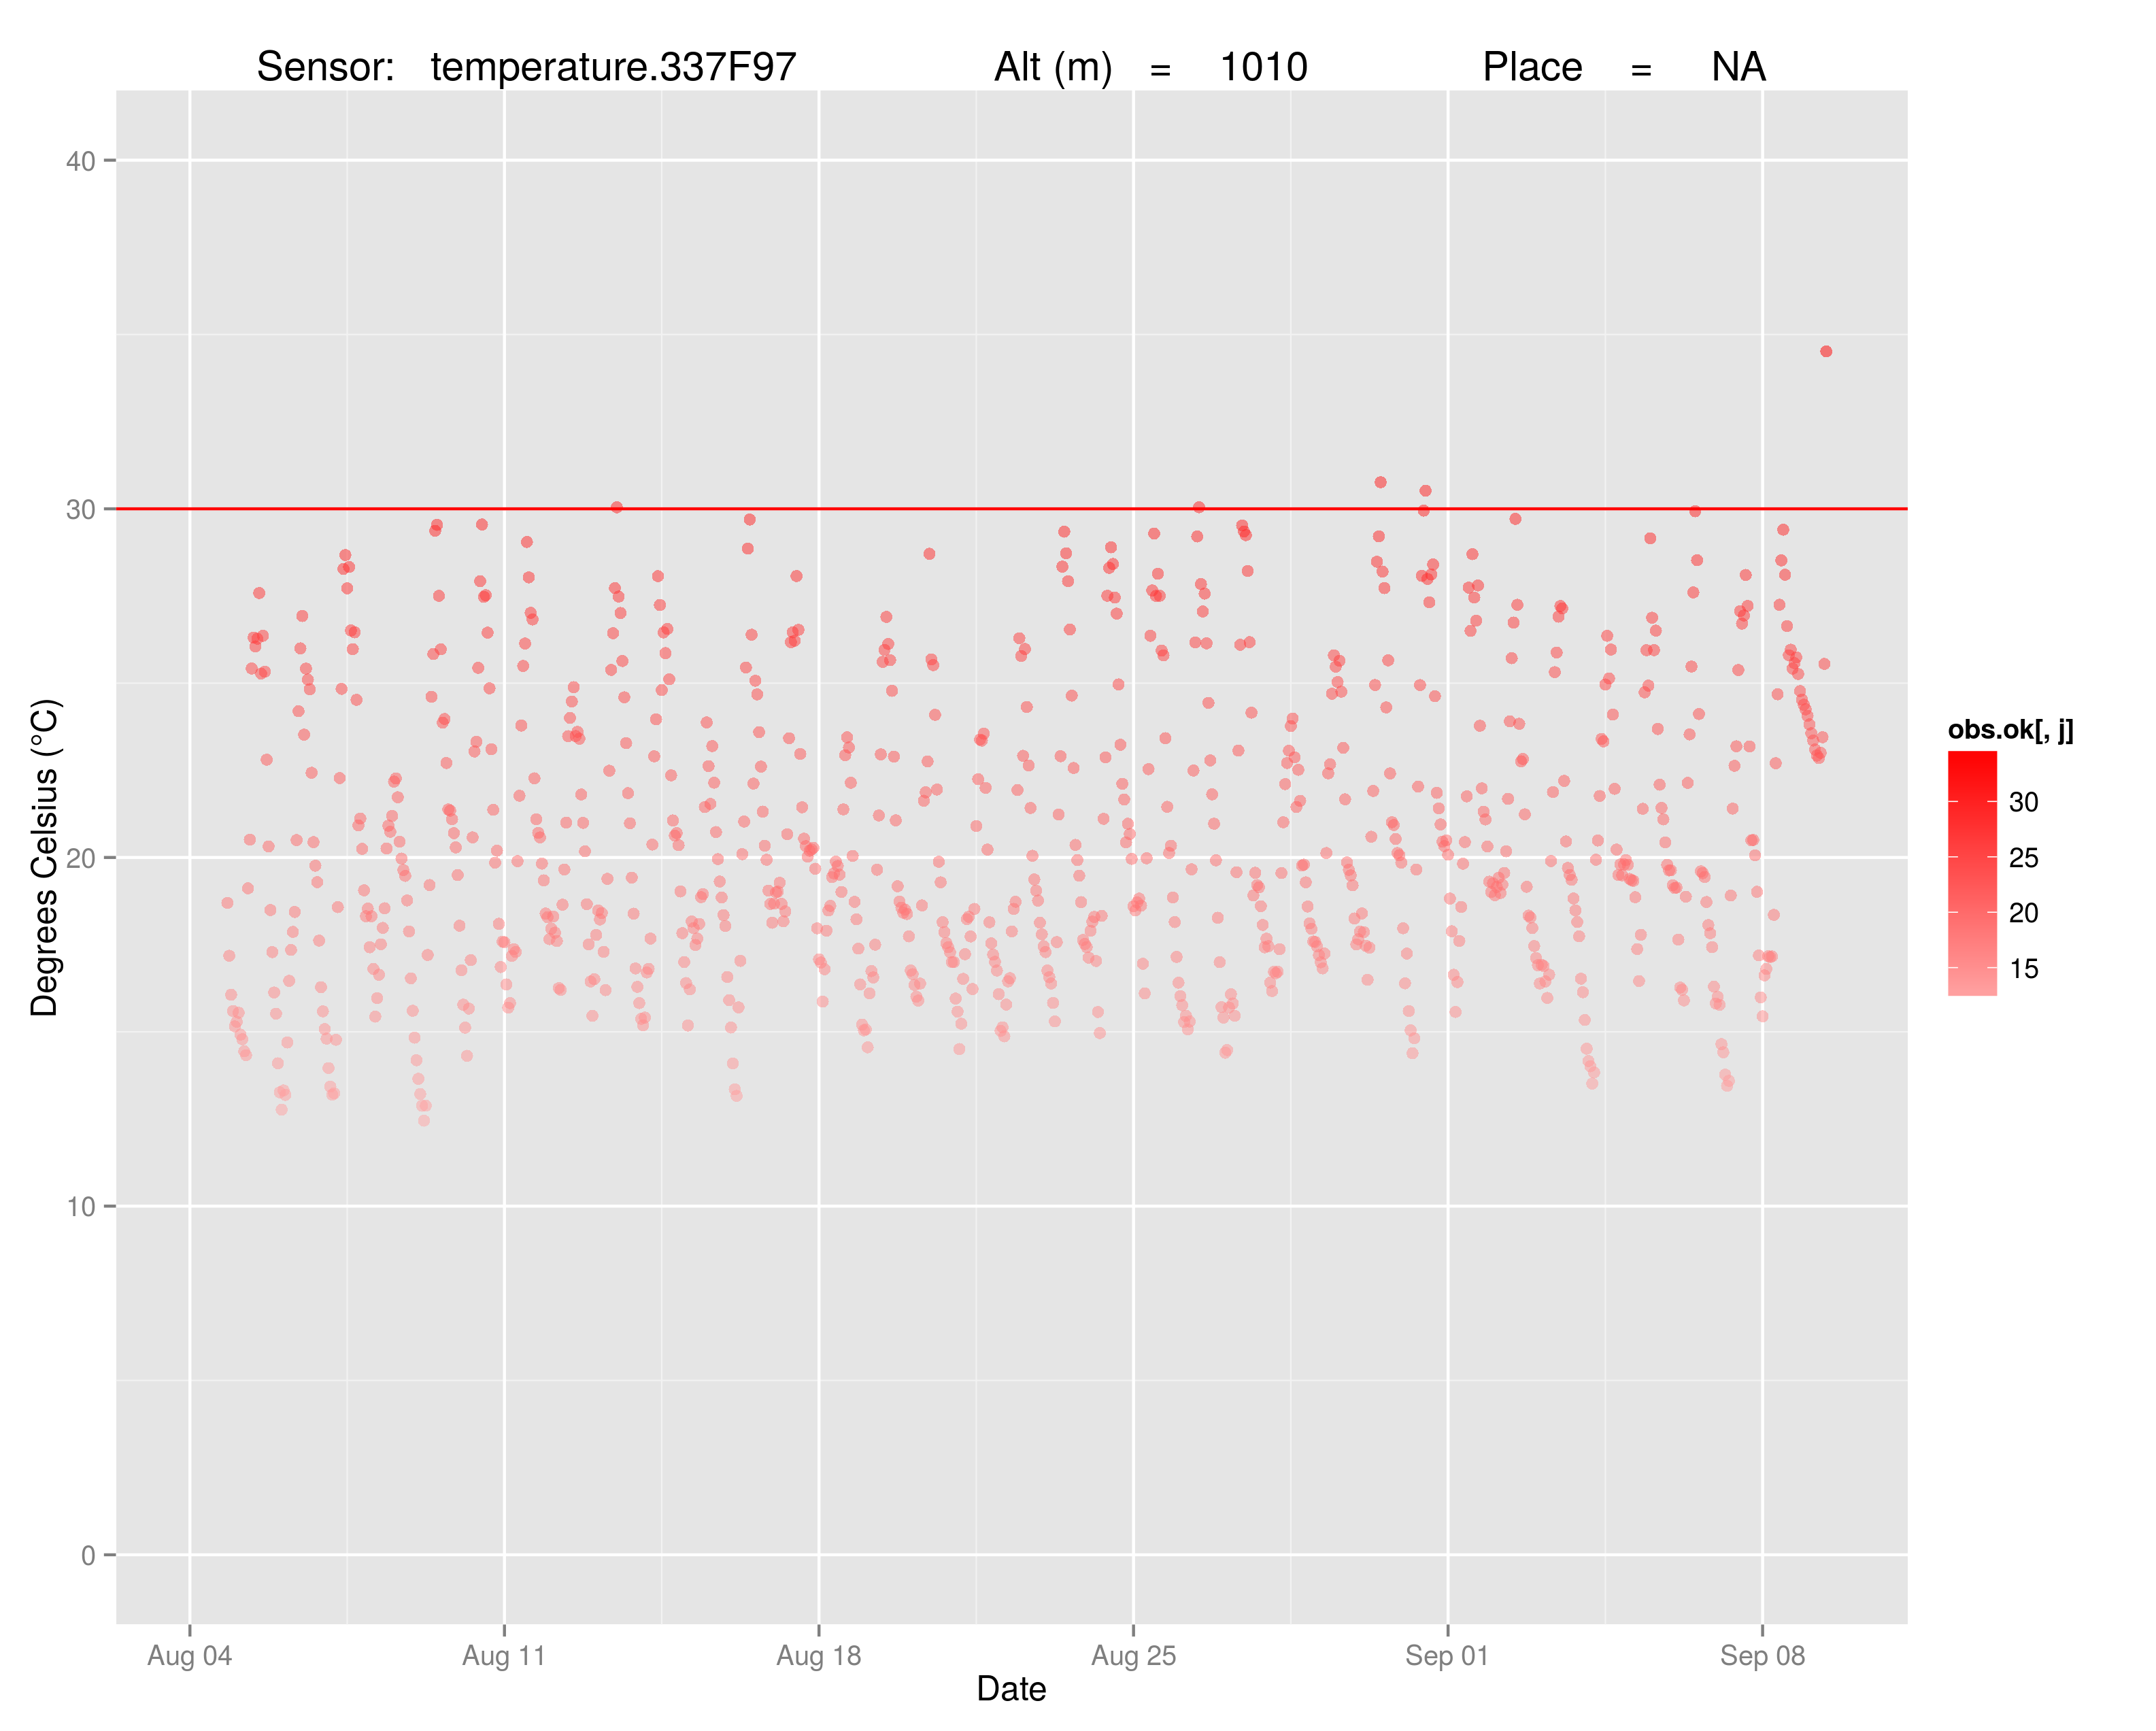 Sensor: temperature.337F97 Alt (m) = 1010 Place = NA
40
30
20
10
0
Degrees Celsius (°C)
Aug 04 Aug 11 Aug 18 Aug 25 Sep 01 Sep 08
Date
obs.ok[, j]
30
25
20
15